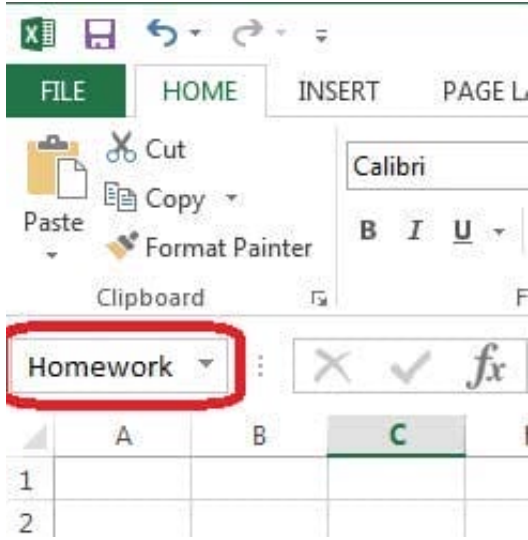 FILE HOME INSERT PAGE LA
Cut
Calibri
Copy
Paste
B I U
Format Painter
Clipboard F
Homework fx
A B C
1
2